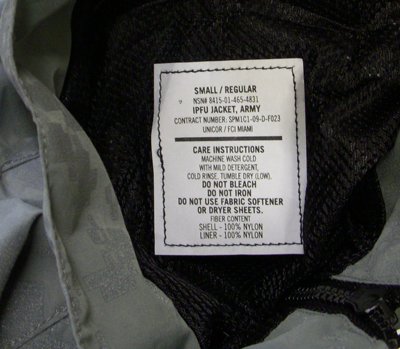 SMALL / REGULAR
NSN# 8415-01-465-4831
IPFU JACKET, ARMY
CONTRACT NUMBER: SPM1C1-09-D-F023
UNICOR / FCI MIAMI
CARE INSTRUCTIONS
MACHINE WASH COLD
WITH MILD DETERGENT,
COLD RINSE, TUMBLE DRY (LOW).
DO NOT BLEACH
DO NOT IRON
DO NOT USE FABRIC SOFTENER
OR DRYER SHEETS.
FIBER CONTENT
SHELL - 100% NYLON
LINER - 100% NYLON